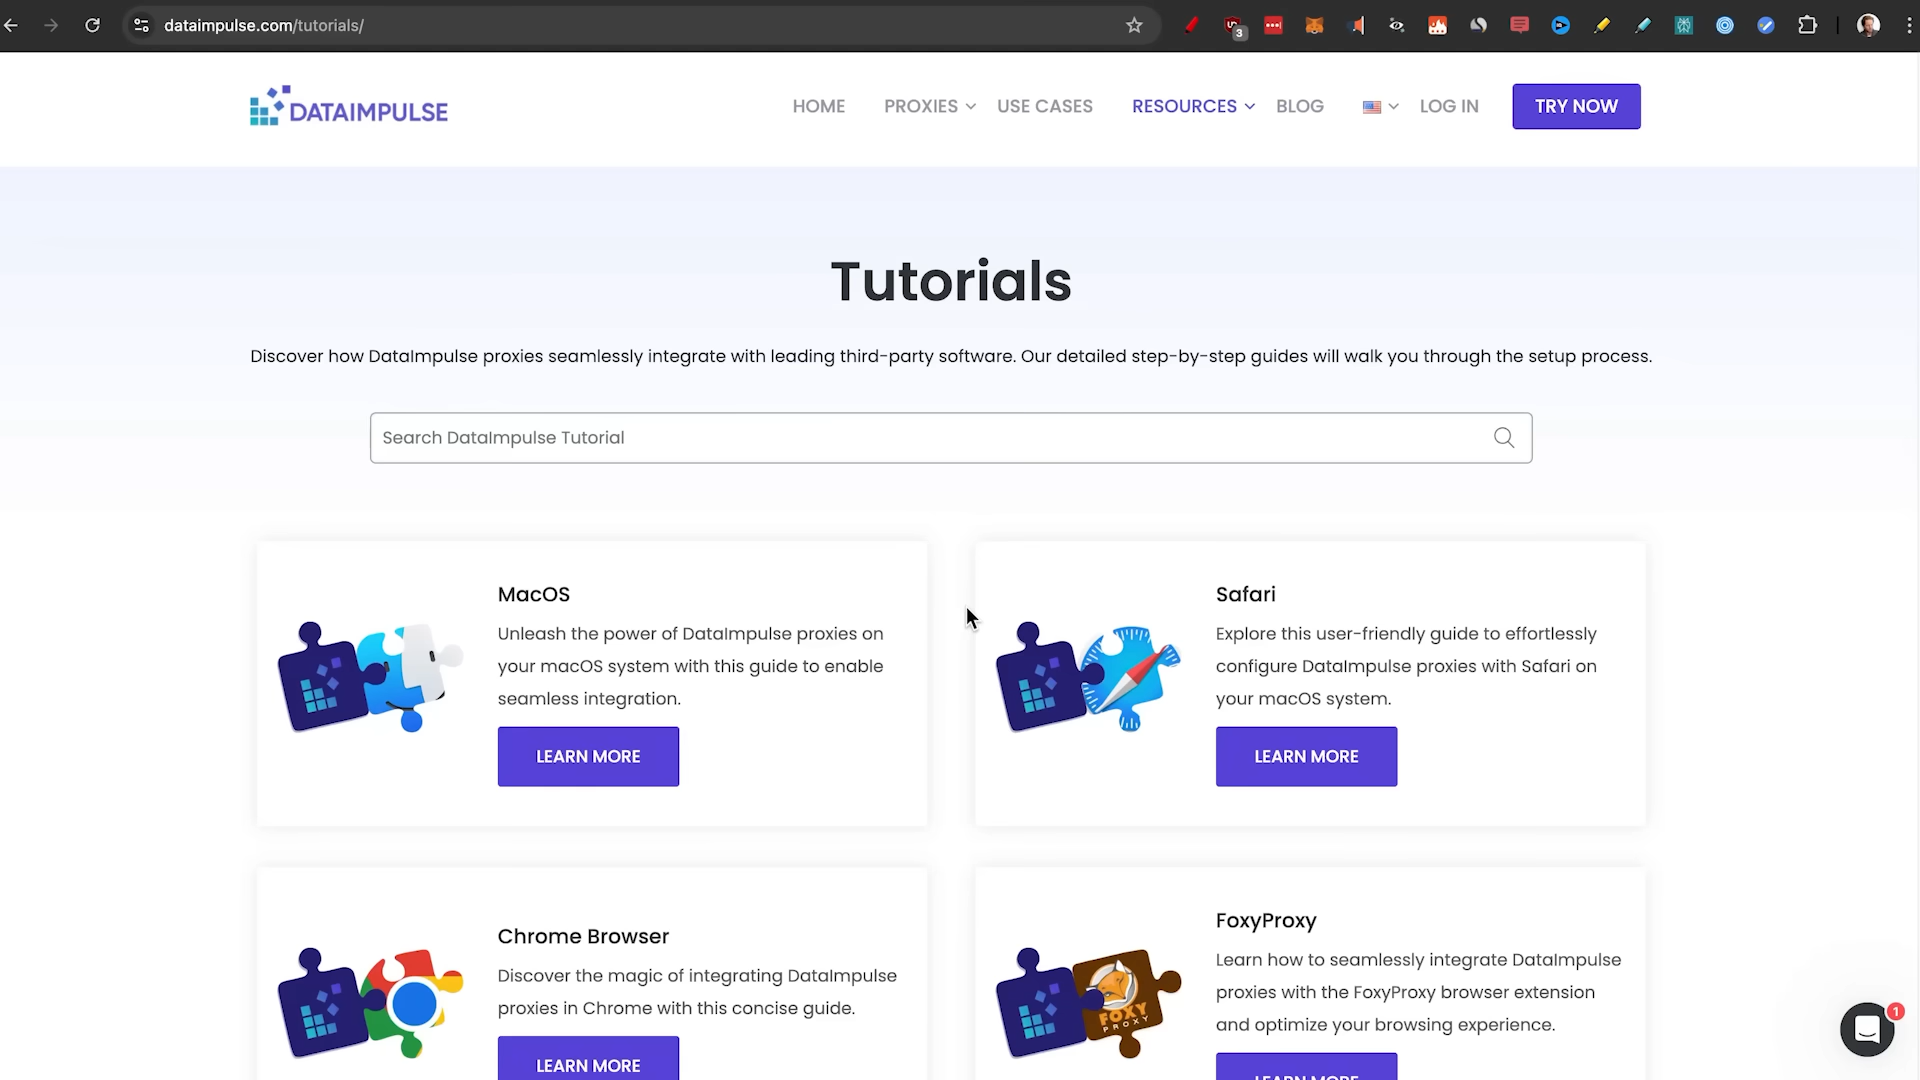 dataimpulse.com/tutorials/
3
DATAIMPULSE
HOME
PROXIES
USE CASES
RESOURCES
BLOG
LOG IN
TRY NOW
Tutorials
Discover how DataImpulse proxies seamlessly integrate with leading third-party software. Our detailed step-by-step guides will walk you through the setup process.
Search DataImpulse Tutorial
MacOS
Unleash the power of DataImpulse proxies on
your macOS system with this guide to enable
seamless integration.
LEARN MORE
Safari
Explore this user-friendly guide to effortlessly
configure DataImpulse proxies with Safari on
your macOS system.
LEARN MORE
Chrome Browser
Discover the magic of integrating DataImpulse
proxies in Chrome with this concise guide.
LEARN MORE
FOXY
PROXY
FoxyProxy
Learn how to seamlessly integrate DataImpulse
proxies with the FoxyProxy browser extension
and optimize your browsing experience.
LEARN MORE
1